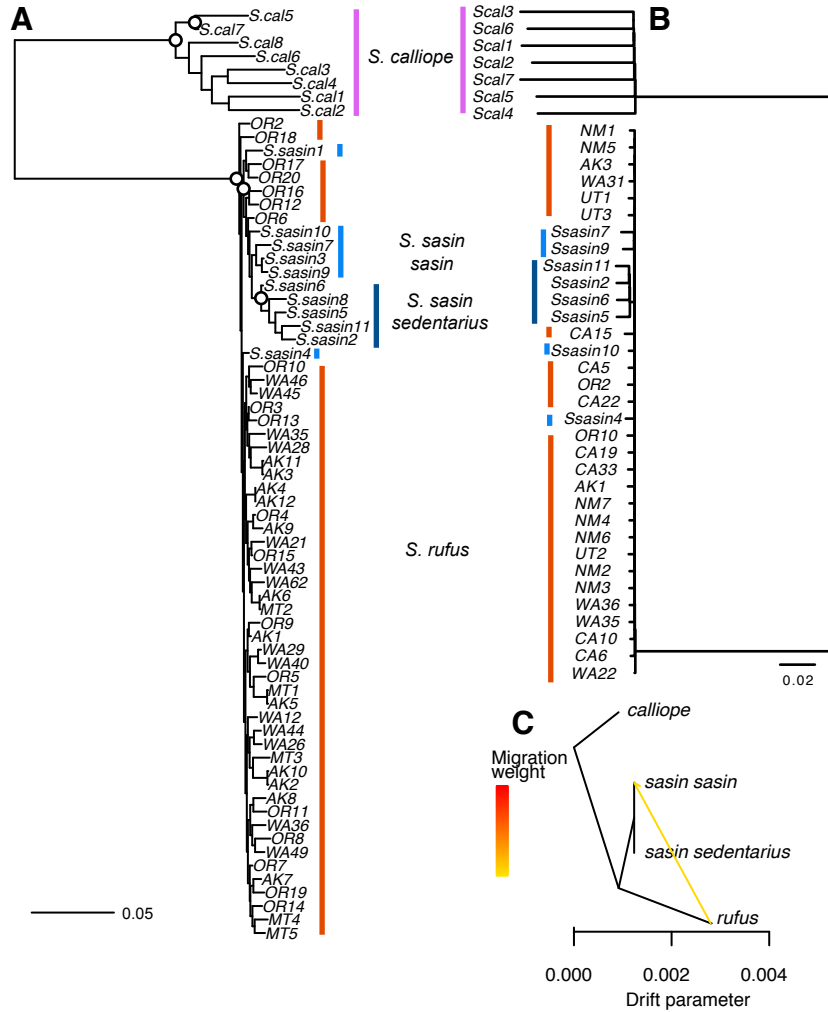 A
S.cal5
S.cal7
S.cal8
S.cal6
S.cal3
S.cal4
S.cal1
S.cal2
OR2
OR18
S.sasin1
OR17
OR20
OR16
OR12
OR6
S.sasin10
S.sasin7
S.sasin3
S.sasin9
S.sasin6
S.sasin8
S.sasin5
S.sasin11
S.sasin2
S.sasin4
OR10
WA46
WA45
OR3
OR13
WA35
WA28
AK11
AK3
AK4
AK12
OR4
AK9
WA21
OR15
WA43
WA62
AK6
MT2
OR9
AK1
WA29
WA40
OR5
MT1
AK5
WA12
WA44
WA26
MT3
AK10
AK2
AK8
OR11
WA36
OR8
WA49
OR7
AK7
OR19
OR14
MT4
MT5
0.05
S. calliope
S. sasin
sasin
S. sasin
sedentarius
S. rufus
B
Scal3
Scal6
Scal1
Scal2
Scal7
Scal5
Scal4
NM1
NM5
AK3
WA31
UT1
UT3
Ssasin7
Ssasin9
Ssasin11
Ssasin2
Ssasin6
Ssasin5
CA15
Ssasin10
CA5
OR2
CA22
Ssasin4
OR10
CA19
CA33
AK1
NM7
NM4
NM6
UT2
NM2
NM3
WA36
WA35
CA10
CA6
WA22
0.02
C
Migration
weight
calliope
sasin sasin
sasin sedentarius
rufus
0.000 0.002 0.004
Drift parameter